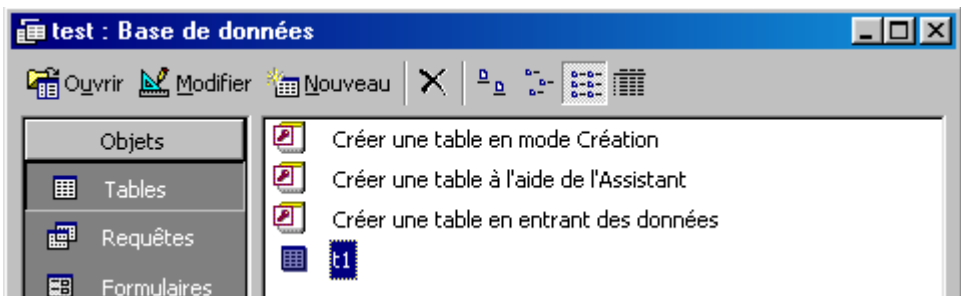 test : Base de données
Ouvrir Modifier Nouveau
Objets
Tables
Requêtes
Formulaires
Créer une table en mode Création
Créer une table à l'aide de l'Assistant
Créer une table en entrant des données
t1